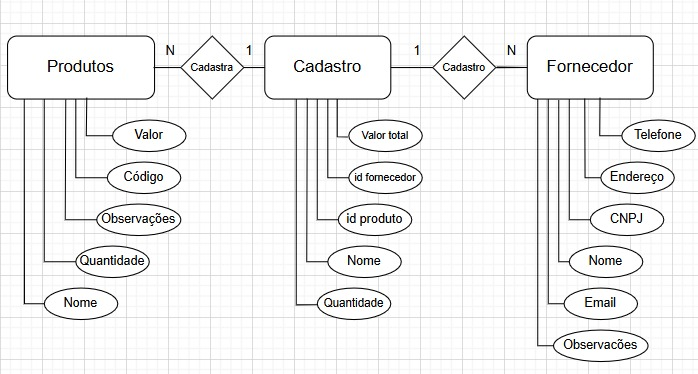 Produtos
N
Cadastra
1
Cadastro
1
Cadastro
N
Fornecedor
Valor
Código
Observações
Quantidade
Nome
Valor total
id fornecedor
id produto
Nome
Quantidade
Telefone
Endereço
CNPJ
Nome
Email
Observacões